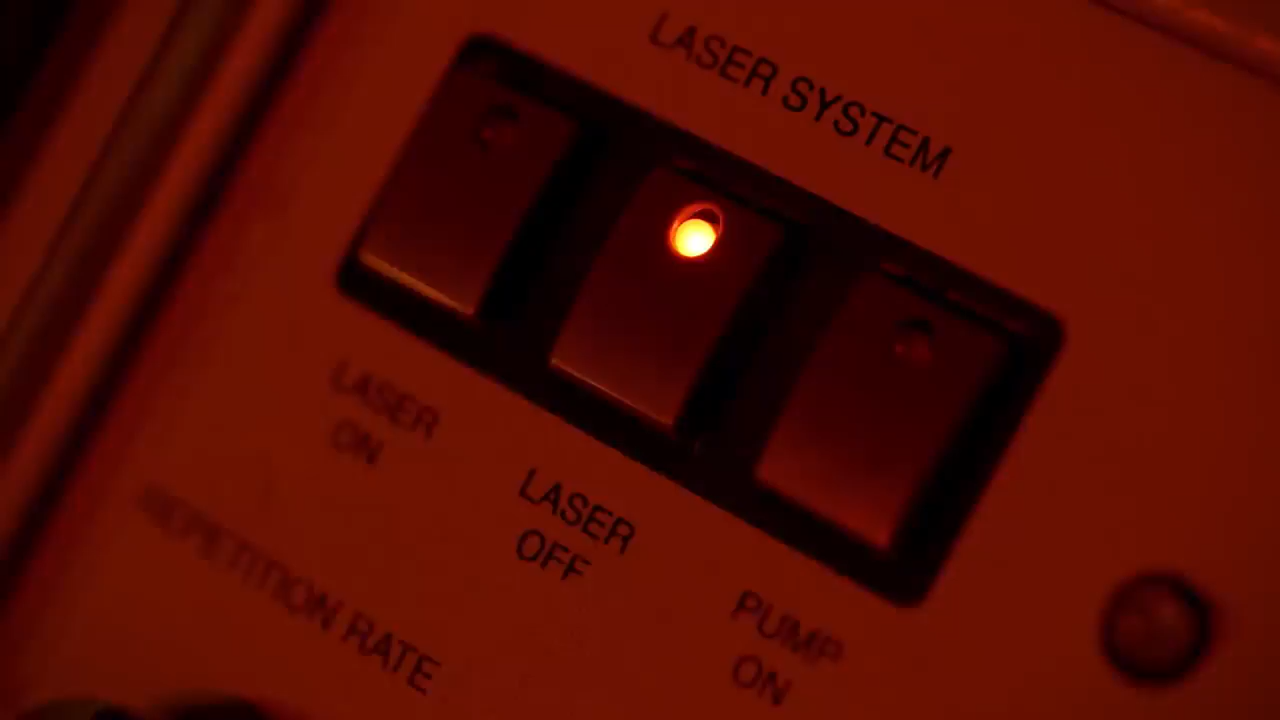 LASER SYSTEM
LASER
ON
LASER
OFF
PUMP
ON
REPETITION RATE